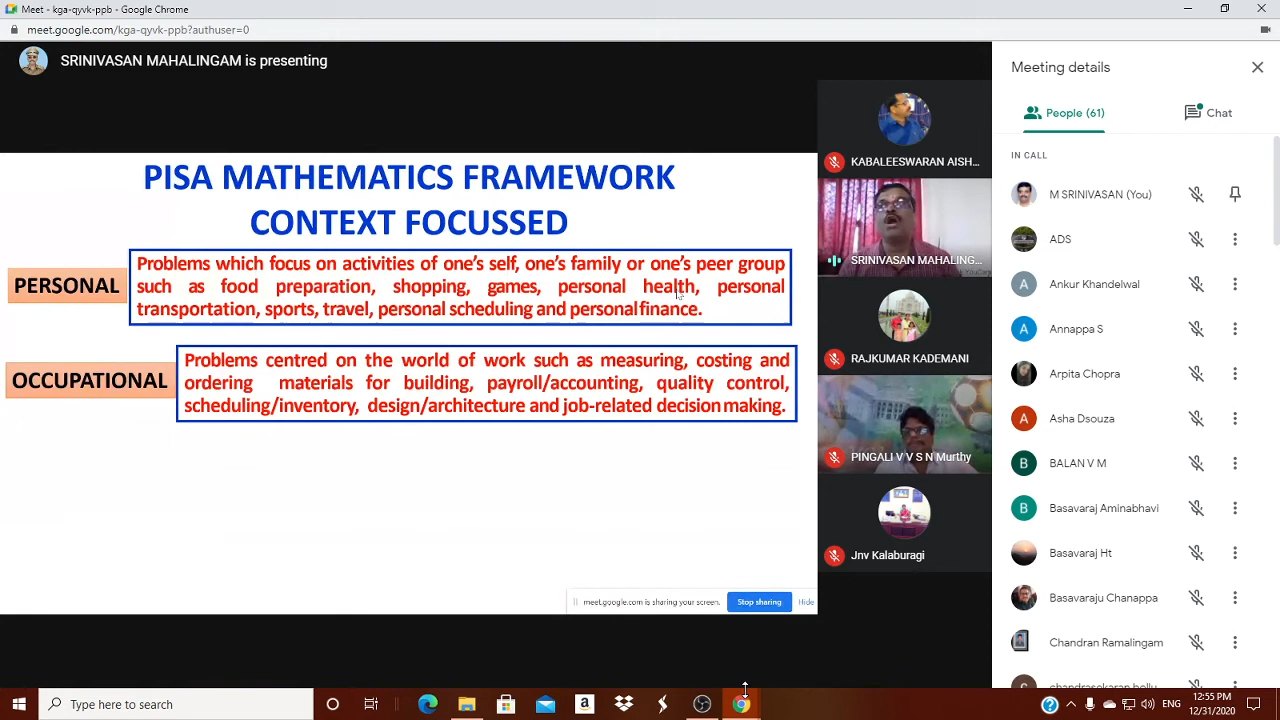 Meet - kga-qyvk-ppb - Google Chrome
meet.google.com/kga-qyvk-ppb?authuser=0
SRINIVASAN MAHALINGAM is presenting
PISA MATHEMATICS FRAMEWORK
CONTEXT FOCUSSED
PERSONAL
Problems which focus on activities of one's self, one's family or one's peer group
such as food preparation, shopping, games, personal health, personal
transportation, sports, travel, personal scheduling and personal finance.
OCCUPATIONAL
Problems centred on the world of work such as measuring, costing and
ordering materials for building, payroll/accounting, quality control,
scheduling/inventory, design/architecture and job-related decision making.
meet.google.com is sharing your screen.
Stop sharing
Hide
KABALEESWARAN AISH...
SRINIVASAN MAHALING...
RAJKUMAR KADEMANI
PINGALI V V S N Murthy
Jnv Kalaburagi
Meeting details
People (61)
Chat
IN CALL
M SRINIVASAN (You)
ADS
A
Ankur Khandelwal
A
Annappa S
Arpita Chopra
A
Asha Dsouza
B
BALAN V M
B
Basavaraj Aminabhavi
Basavaraj Ht
Basavaraju Chanappa
Chandran Ramalingam
Type here to search
ENG
12:55 PM
12/31/2020